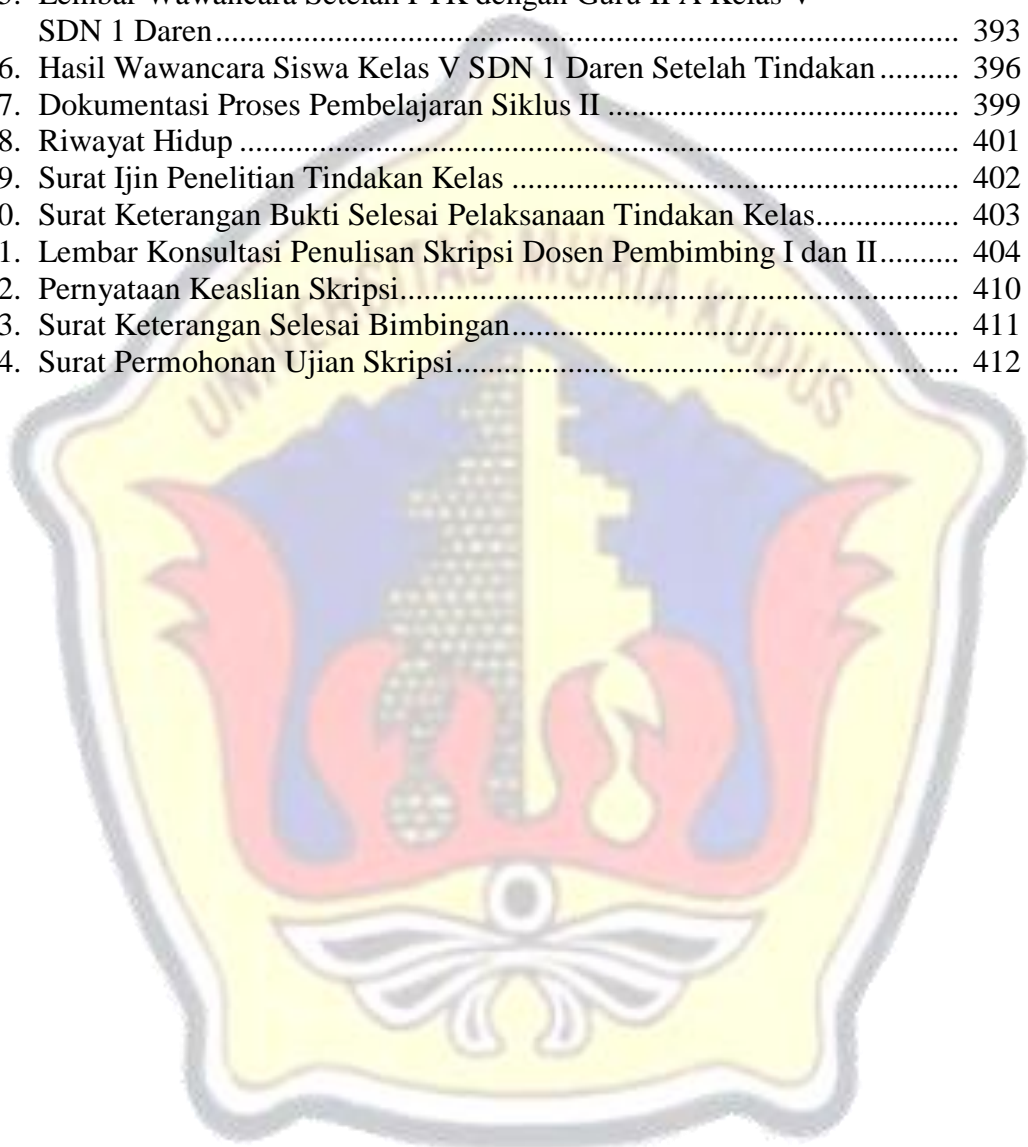 SDN 1 Daren ........................................................ 393
6. Hasil Wawancara Siswa Kelas V SDN 1 Daren Setelah Tindakan .......... 396
7. Dokumentasi Proses Pembelajaran Siklus II ........................................ 399
8. Riwayat Hidup ........................................................ 401
9. Surat Ijin Penelitian Tindakan Kelas .................................................. 402
0. Surat Keterangan Bukti Selesai Pelaksanaan Tindakan Kelas ................ 403
1. Lembar Konsultasi Penulisan Skripsi Dosen Pembimbing I dan II .......... 404
2. Pernyataan Keaslian Skripsi ........................................................ 410
3. Surat Keterangan Selesai Bimbingan .................................................. 411
4. Surat Permohonan Ujian Skripsi ........................................................ 412
UNIVERSITAS MURIA KUDUS